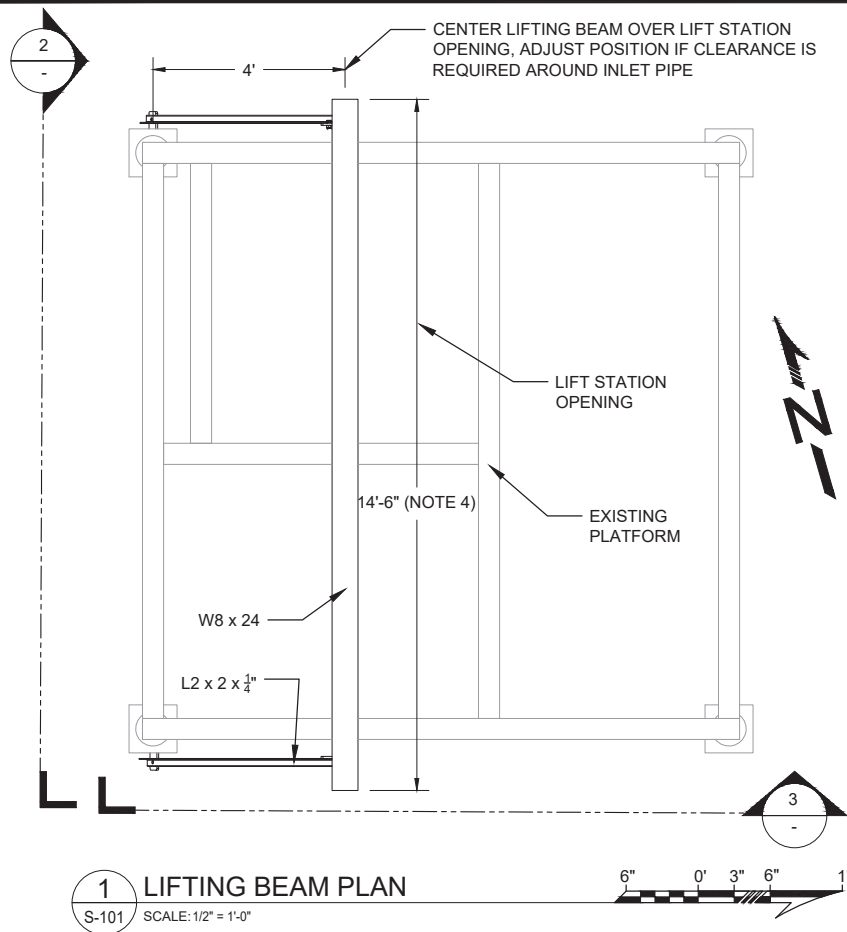 2
-
CENTER LIFTING BEAM OVER LIFT STATION
OPENING, ADJUST POSITION IF CLEARANCE IS
REQUIRED AROUND INLET PIPE
4'
LIFT STATION
OPENING
N
14'-6" (NOTE 4)
EXISTING
PLATFORM
W8 x 24
L2 x 2 x 1/4"
3
-
1
S-101
LIFTING BEAM PLAN
SCALE: 1/2" = 1'-0"
6" 0' 3" 6" 1'